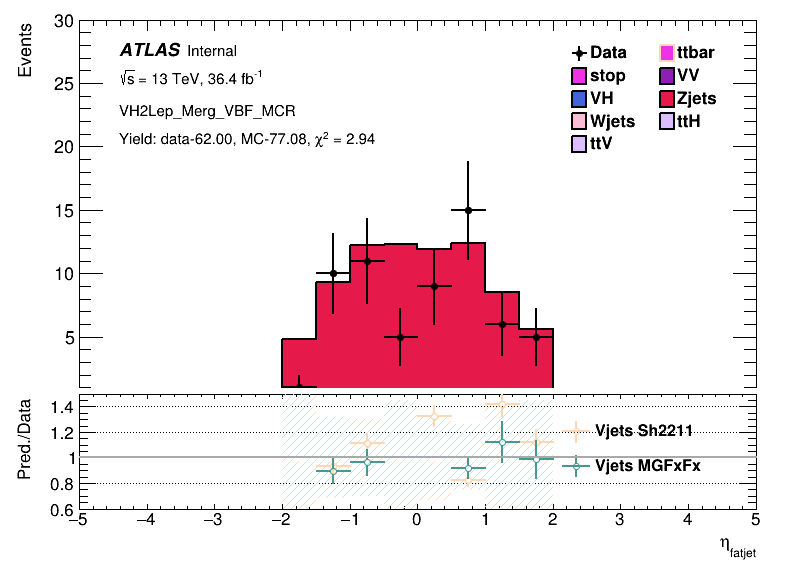 Events
30
25
20
15
10
5
ATLAS Internal
√s = 13 TeV, 36.4 fb⁻¹
VH2Lep_Merg_VBF_MCR
Yield: data-62.00, MC-77.08, χ² = 2.94
Data ttbar
stop VV
VH Zjets
Wjets ttH
ttV
Pred./Data
1.4
1.2
1
0.8
0.6
Vjets Sh2211
Vjets MGFxFx
−5 −4 −3 −2 −1 0 1 2 3 4 5
η_fatjet